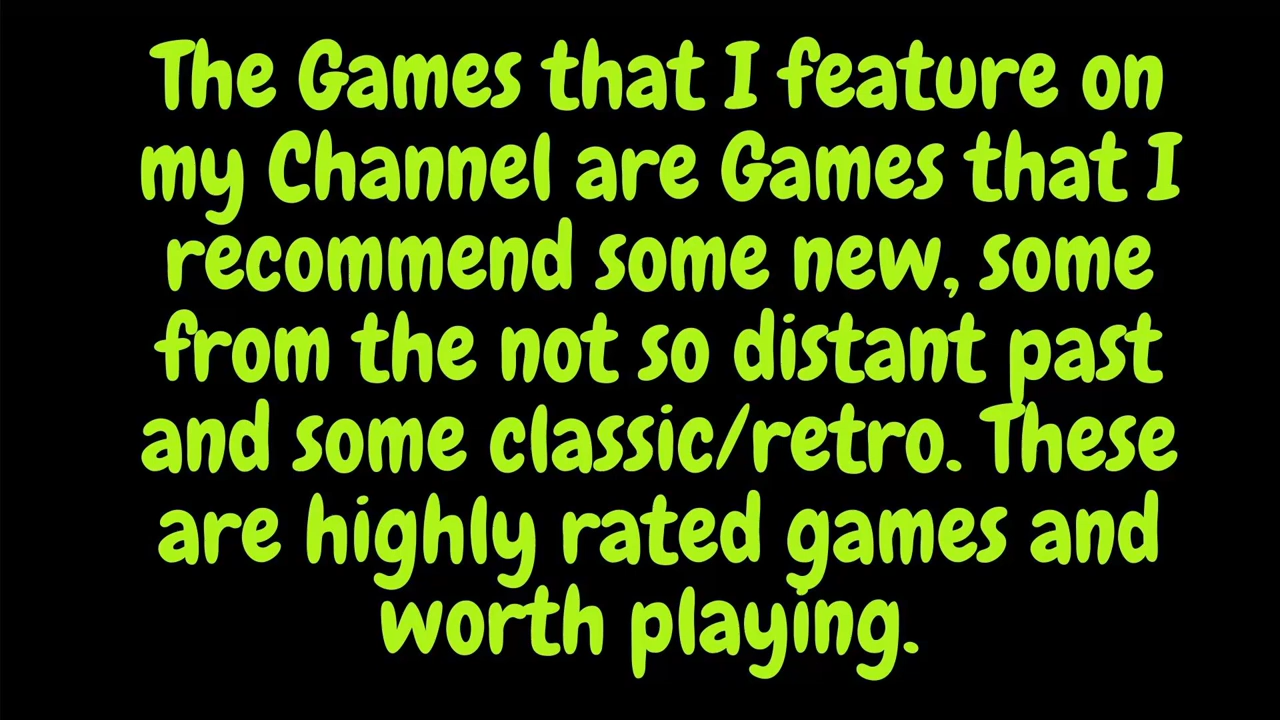 The Games that I feature on
my Channel are Games that I
recommend some new, some
from the not so distant past
and some classic/retro. These
are highly rated games and
worth playing.